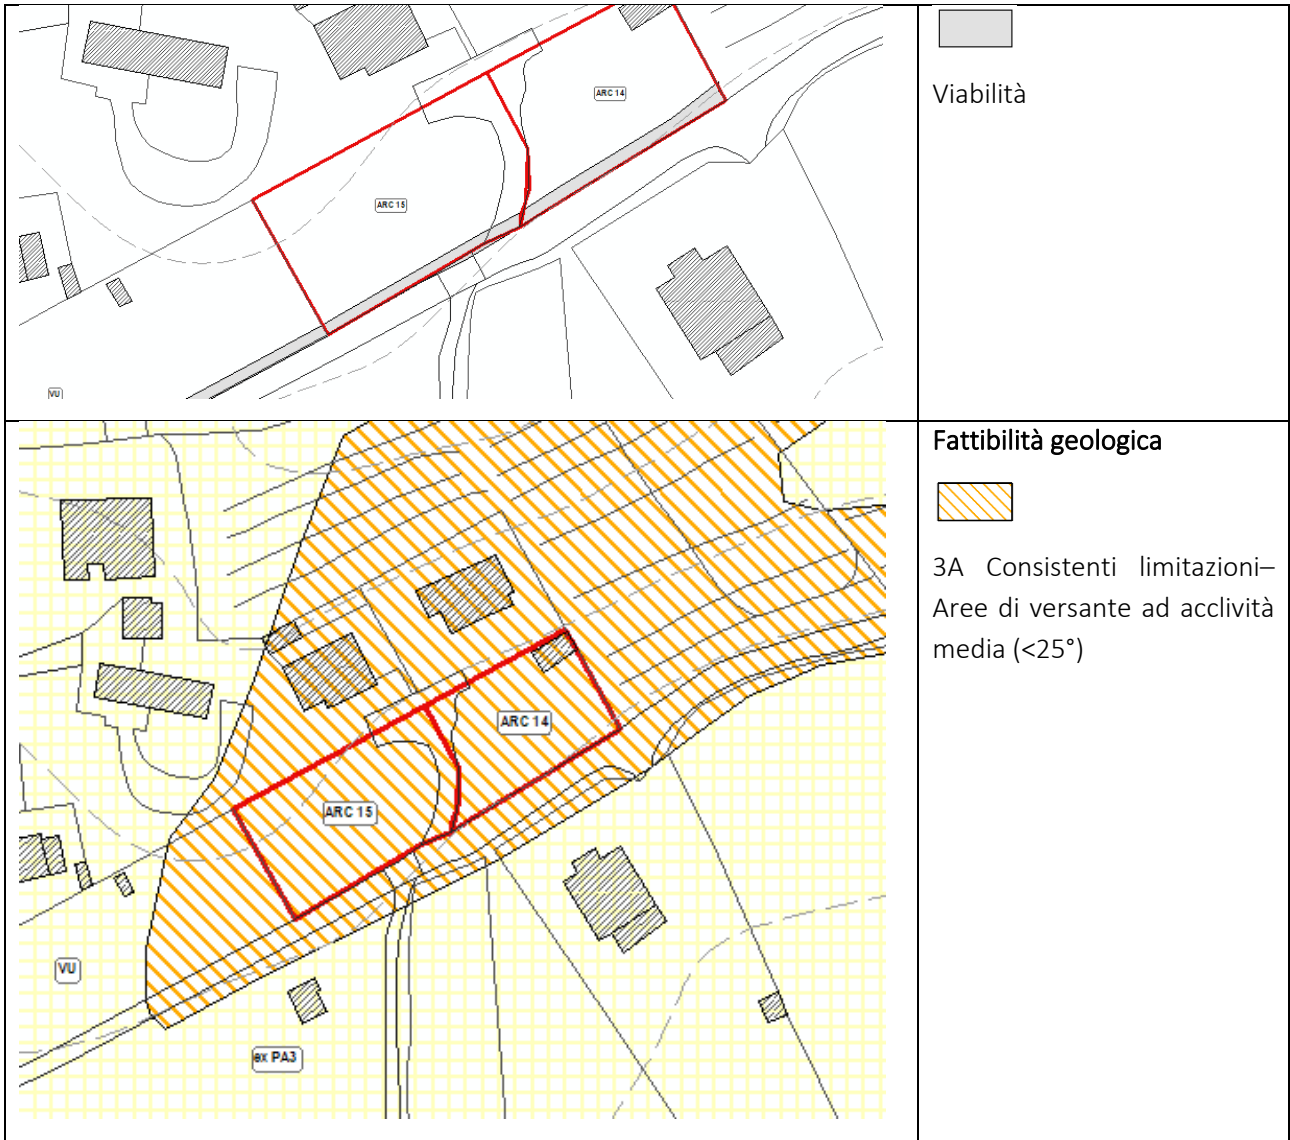 ARC 14
ARC 15
VU
Viabilità
ARC 14
ARC 15
VU
ex PA3
Fattibilità geologica
3A Consistenti limitazioni–
Aree di versante ad acclività
media (<25°)